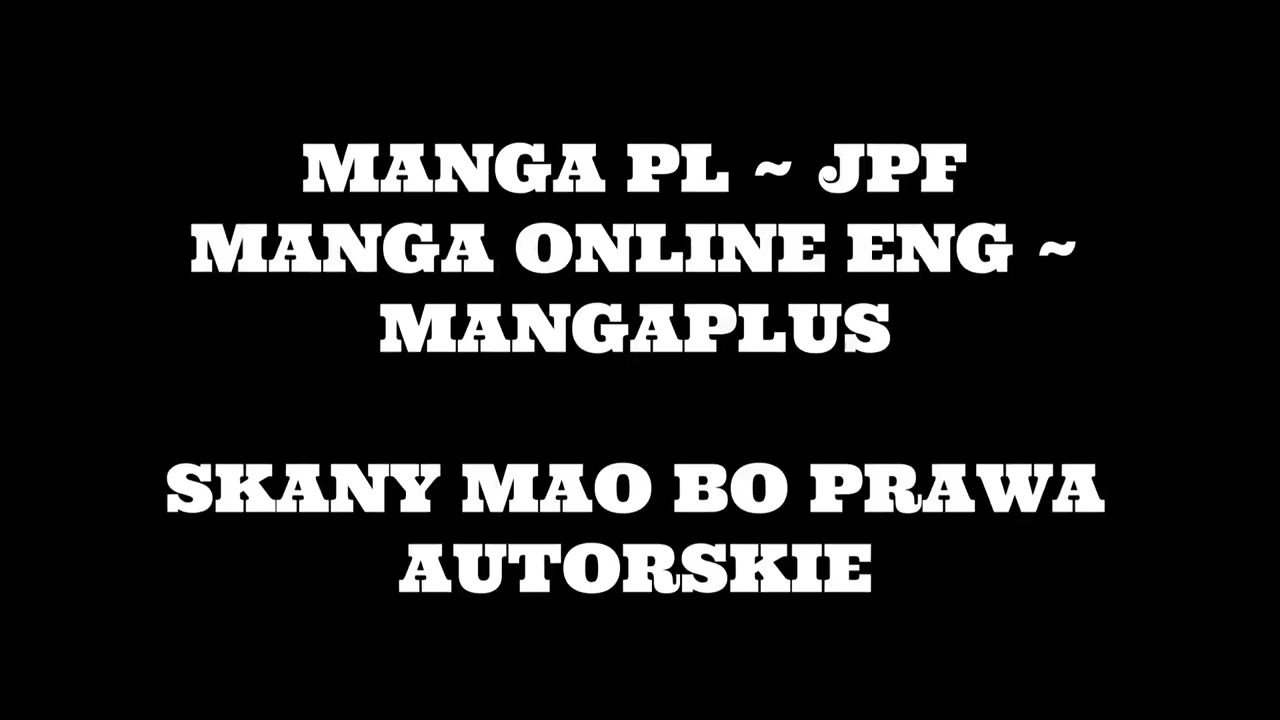 MANGA PL ~ JPF
MANGA ONLINE ENG ~
MANGAPLUS
SKANY MAO BO PRAWA
AUTORSKIE